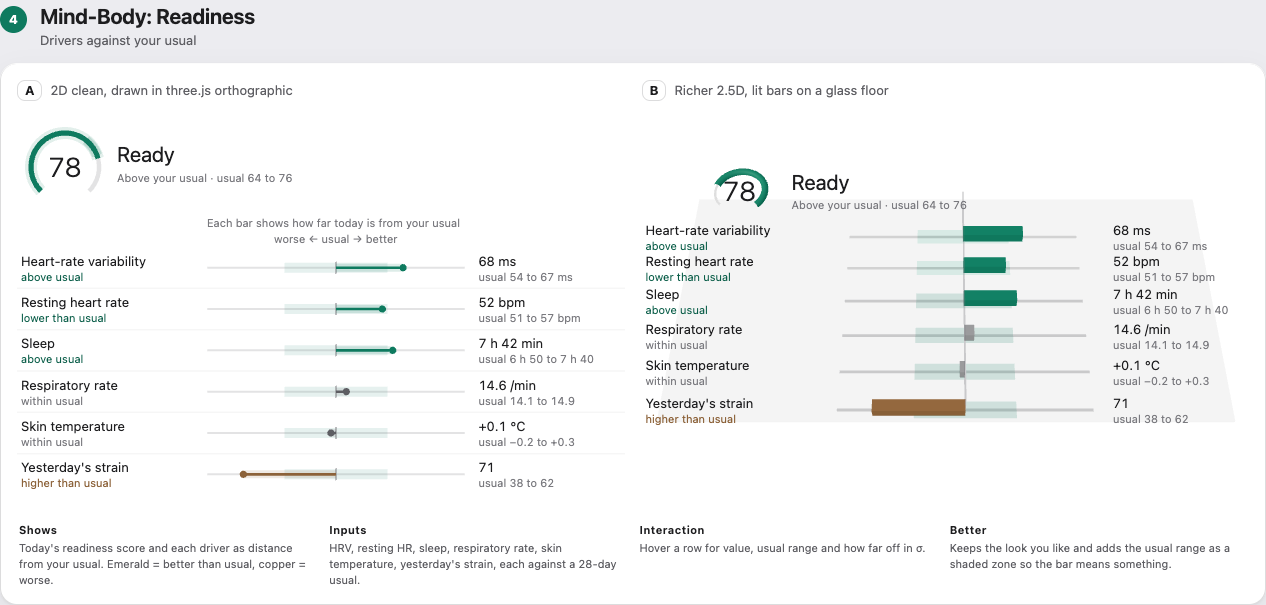 4
Mind-Body: Readiness
Drivers against your usual
A
2D clean, drawn in three.js orthographic
78
Ready
Above your usual · usual 64 to 76
Each bar shows how far today is from your usual
worse ← usual → better
Heart-rate variability
above usual
68 ms
usual 54 to 67 ms
Resting heart rate
lower than usual
52 bpm
usual 51 to 57 bpm
Sleep
above usual
7 h 42 min
usual 6 h 50 to 7 h 40
Respiratory rate
within usual
14.6 /min
usual 14.1 to 14.9
Skin temperature
within usual
+0.1 °C
usual −0.2 to +0.3
Yesterday's strain
higher than usual
71
usual 38 to 62
B
Richer 2.5D, lit bars on a glass floor
78
Ready
Above your usual · usual 64 to 76
Heart-rate variability
above usual
68 ms
usual 54 to 67 ms
Resting heart rate
lower than usual
52 bpm
usual 51 to 57 bpm
Sleep
above usual
7 h 42 min
usual 6 h 50 to 7 h 40
Respiratory rate
within usual
14.6 /min
usual 14.1 to 14.9
Skin temperature
within usual
+0.1 °C
usual −0.2 to +0.3
Yesterday's strain
higher than usual
71
usual 38 to 62
Shows
Today's readiness score and each driver as distance
from your usual. Emerald = better than usual, copper =
worse.
Inputs
HRV, resting HR, sleep, respiratory rate, skin
temperature, yesterday's strain, each against a 28-day
usual.
Interaction
Hover a row for value, usual range and how far off in σ.
Better
Keeps the look you like and adds the usual range as a
shaded zone so the bar means something.